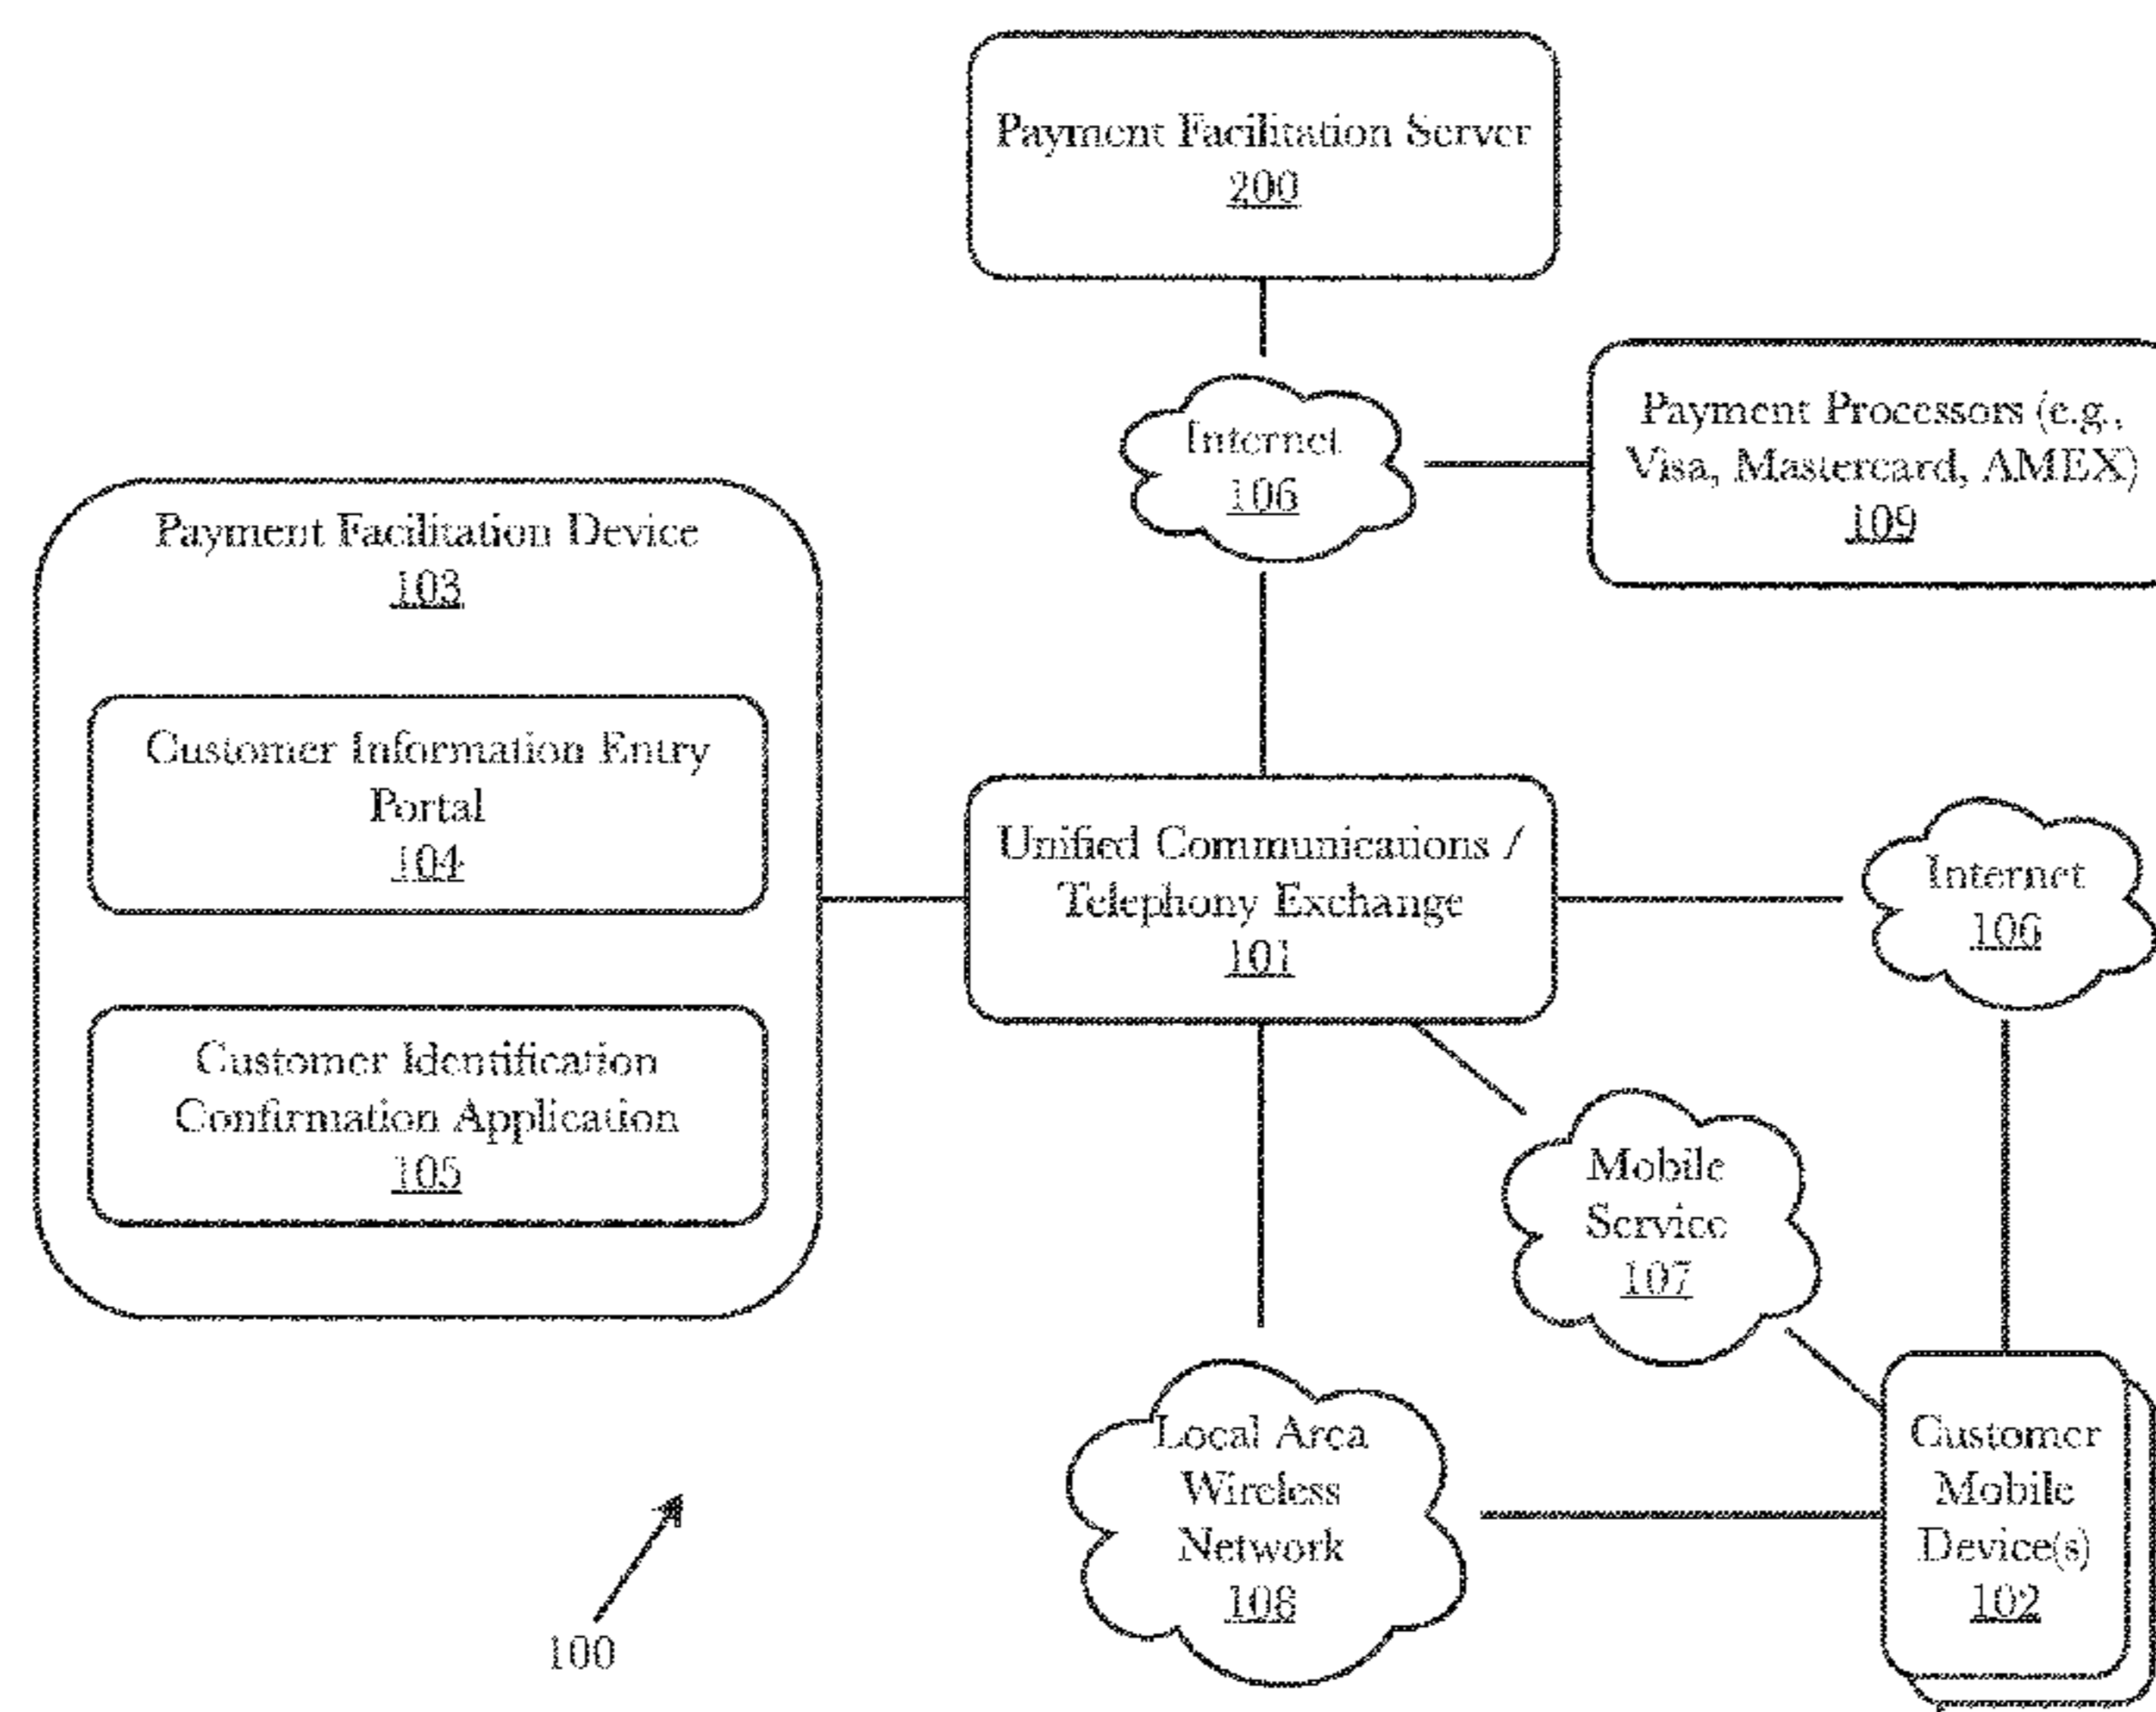 Payment Facilitation Server
200
Internet
106
Payment Processors (e.g.,
Visa, Mastercard, AMEX)
109
Payment Facilitation Device
103
Customer Information Entry
Portal
104
Customer Identification
Confirmation Application
105
Unified Communications /
Telephony Exchange
101
Internet
106
Mobile
Service
107
Local Area
Wireless
Network
108
Customer
Mobile
Device(s)
102
100